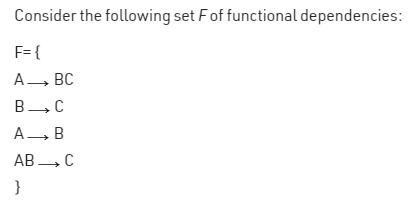 Consider the following set F of functional dependencies:
F= {
A ⟶ BC
B ⟶ C
A ⟶ B
AB ⟶ C
}